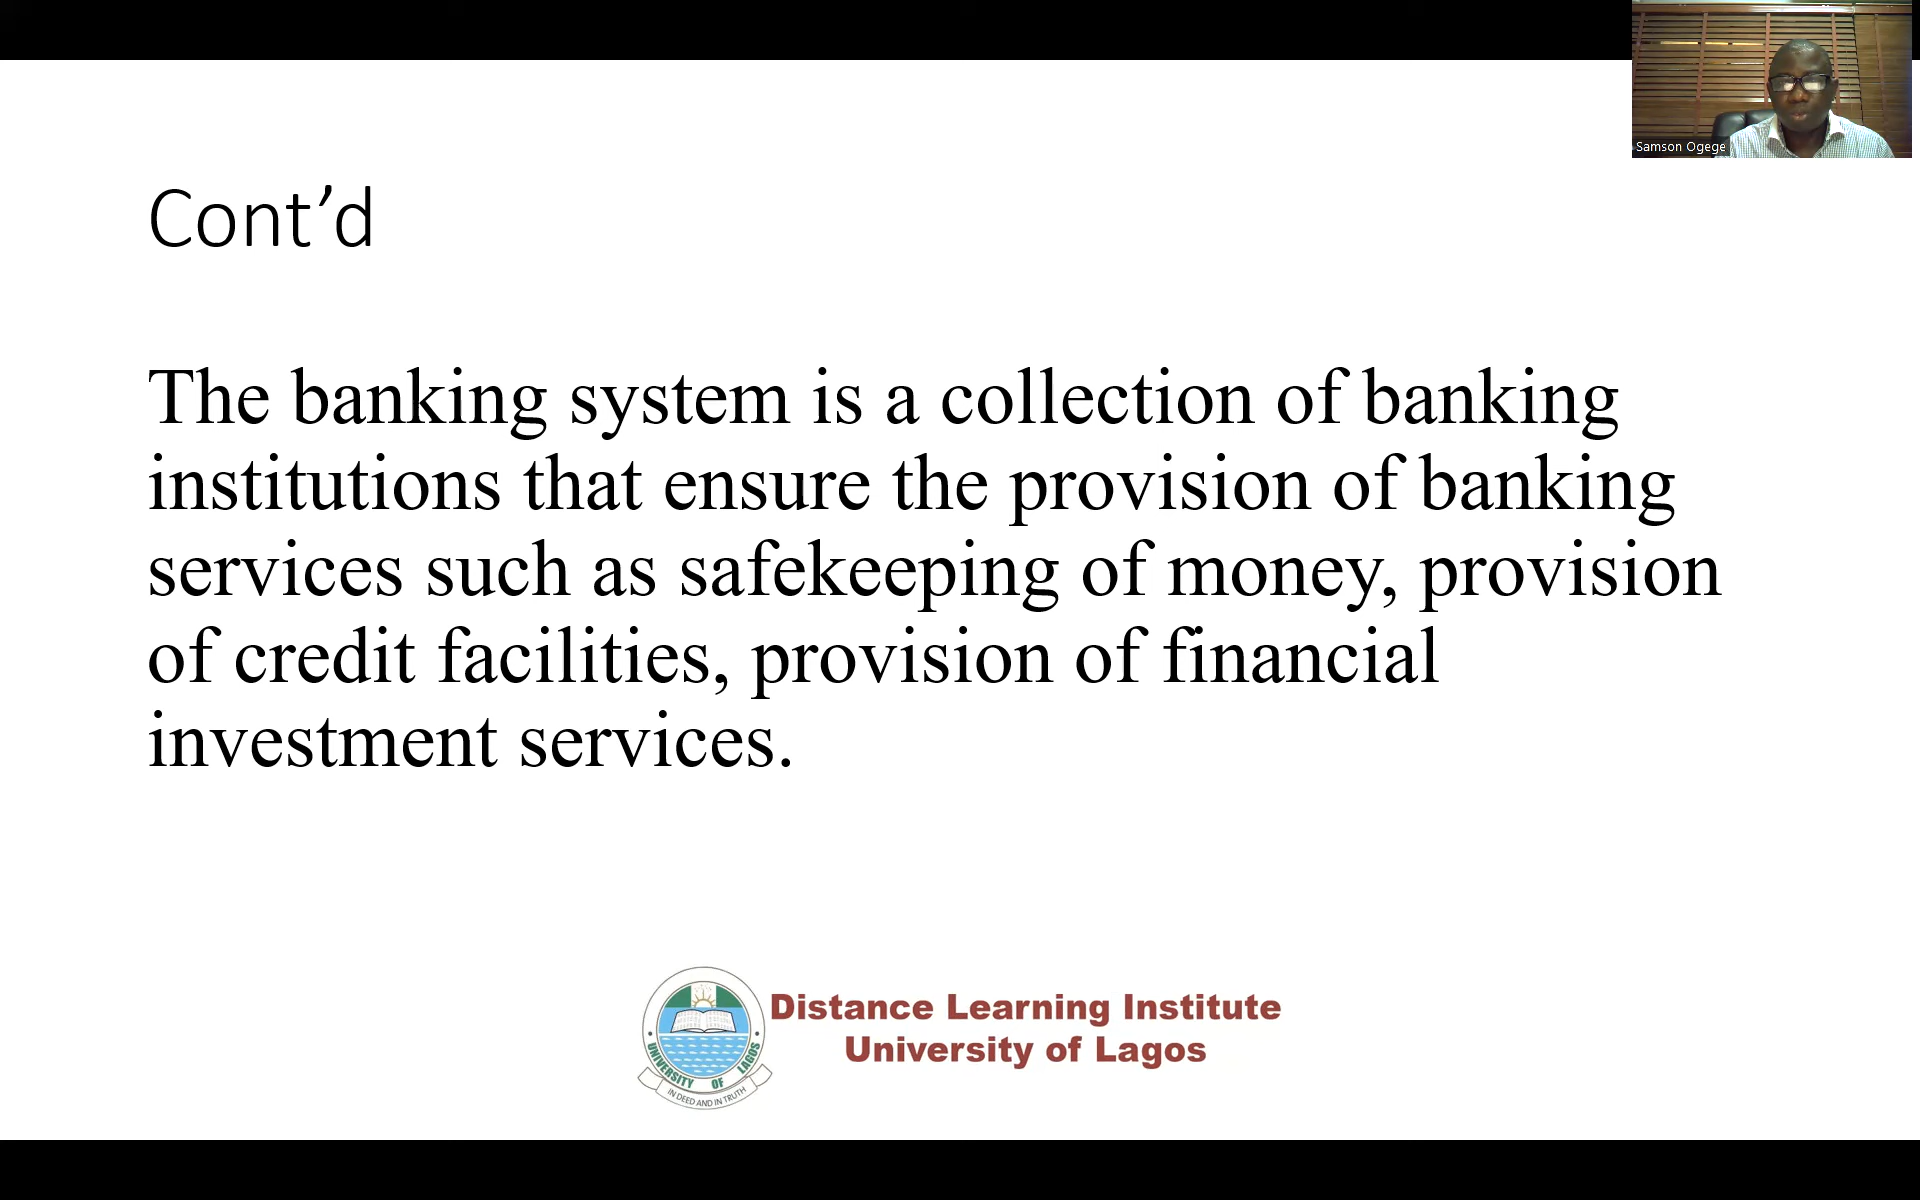 Samson Ogege
Cont’d
The banking system is a collection of banking
institutions that ensure the provision of banking
services such as safekeeping of money, provision
of credit facilities, provision of financial
investment services.
Distance Learning Institute
University of Lagos
UNIVERSITY OF LAGOS
IN DEED AND IN TRUTH